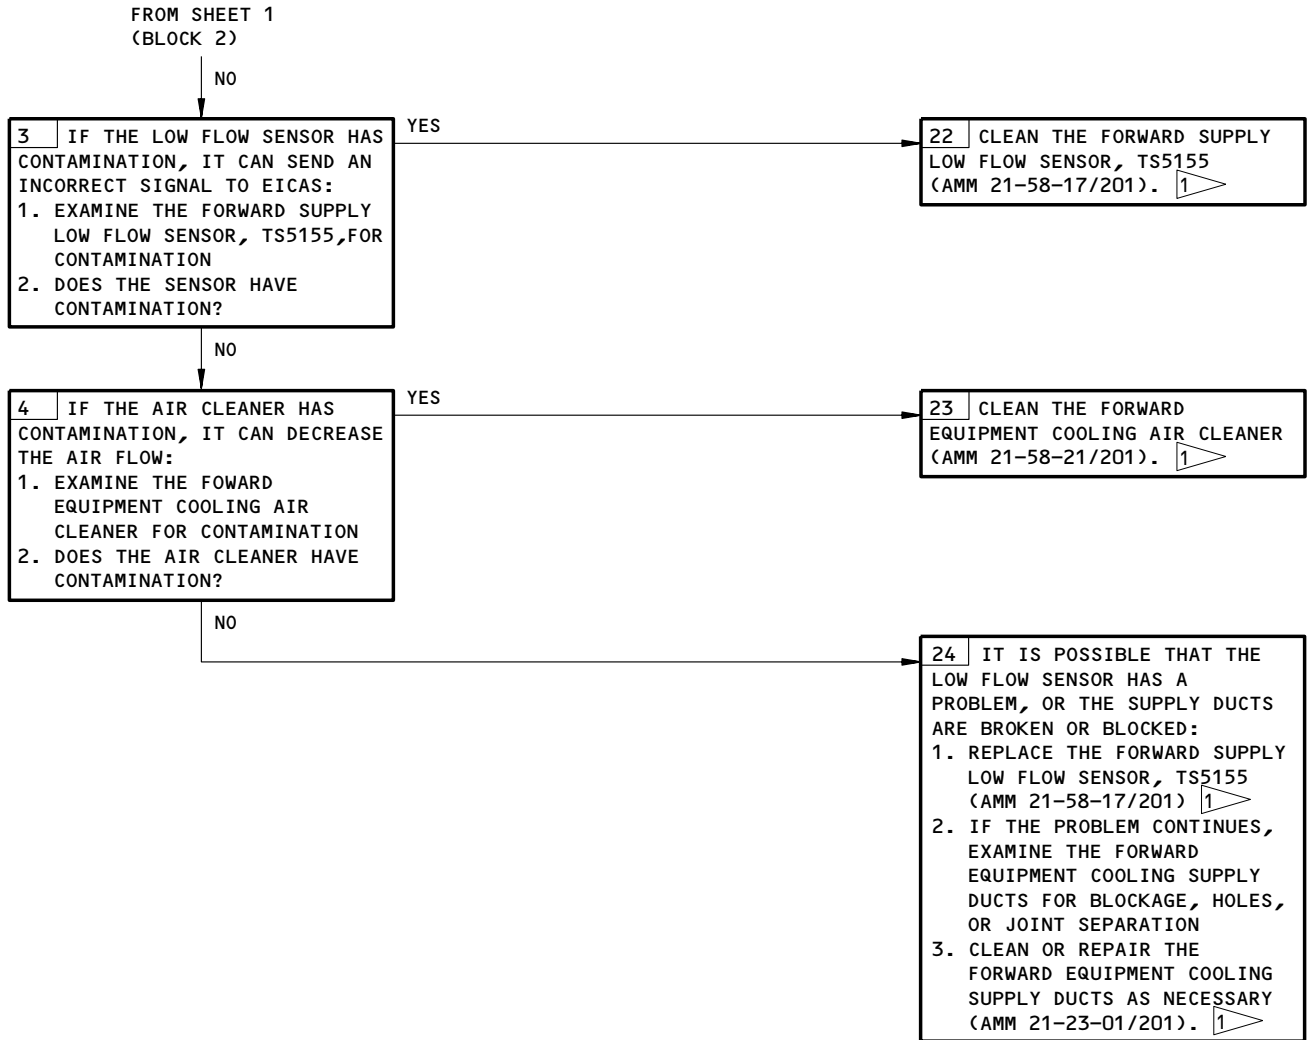 FROM SHEET 1
(BLOCK 2)
NO
3 IF THE LOW FLOW SENSOR HAS
CONTAMINATION, IT CAN SEND AN
INCORRECT SIGNAL TO EICAS:
1. EXAMINE THE FORWARD SUPPLY
LOW FLOW SENSOR, TS5155,FOR
CONTAMINATION
2. DOES THE SENSOR HAVE
CONTAMINATION?
YES
22 CLEAN THE FORWARD SUPPLY
LOW FLOW SENSOR, TS5155
(AMM 21-58-17/201). 1
NO
4 IF THE AIR CLEANER HAS
CONTAMINATION, IT CAN DECREASE
THE AIR FLOW:
1. EXAMINE THE FOWARD
EQUIPMENT COOLING AIR
CLEANER FOR CONTAMINATION
2. DOES THE AIR CLEANER HAVE
CONTAMINATION?
YES
23 CLEAN THE FORWARD
EQUIPMENT COOLING AIR CLEANER
(AMM 21-58-21/201). 1
NO
24 IT IS POSSIBLE THAT THE
LOW FLOW SENSOR HAS A
PROBLEM, OR THE SUPPLY DUCTS
ARE BROKEN OR BLOCKED:
1. REPLACE THE FORWARD SUPPLY
LOW FLOW SENSOR, TS5155
(AMM 21-58-17/201) 1
2. IF THE PROBLEM CONTINUES,
EXAMINE THE FORWARD
EQUIPMENT COOLING SUPPLY
DUCTS FOR BLOCKAGE, HOLES,
OR JOINT SEPARATION
3. CLEAN OR REPAIR THE
FORWARD EQUIPMENT COOLING
SUPPLY DUCTS AS NECESSARY
(AMM 21-23-01/201). 1